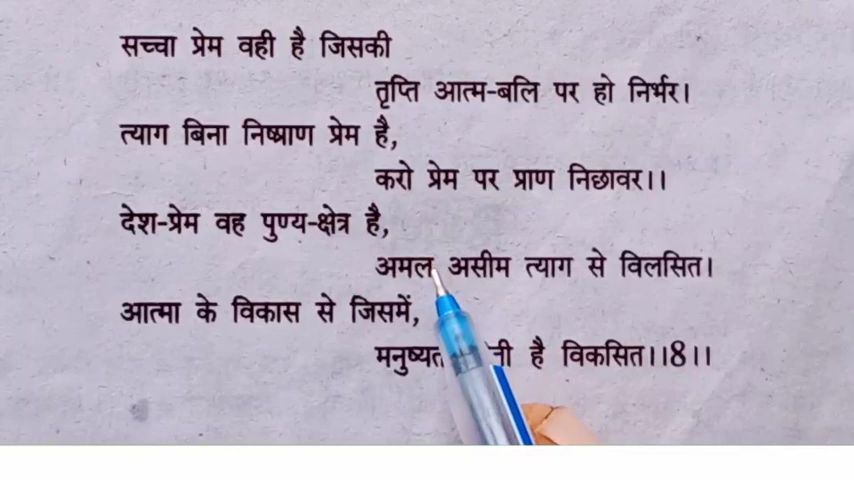 सच्चा प्रेम वही है जिसकी
तृप्ति आत्म-बलि पर हो निर्भर।
त्याग बिना निष्प्राण प्रेम है,
करो प्रेम पर प्राण निछावर।।
देश-प्रेम वह पुण्य-क्षेत्र है,
अमल असीम त्याग से विलसित।
आत्मा के विकास से जिसमें,
है विकसित।।8।।